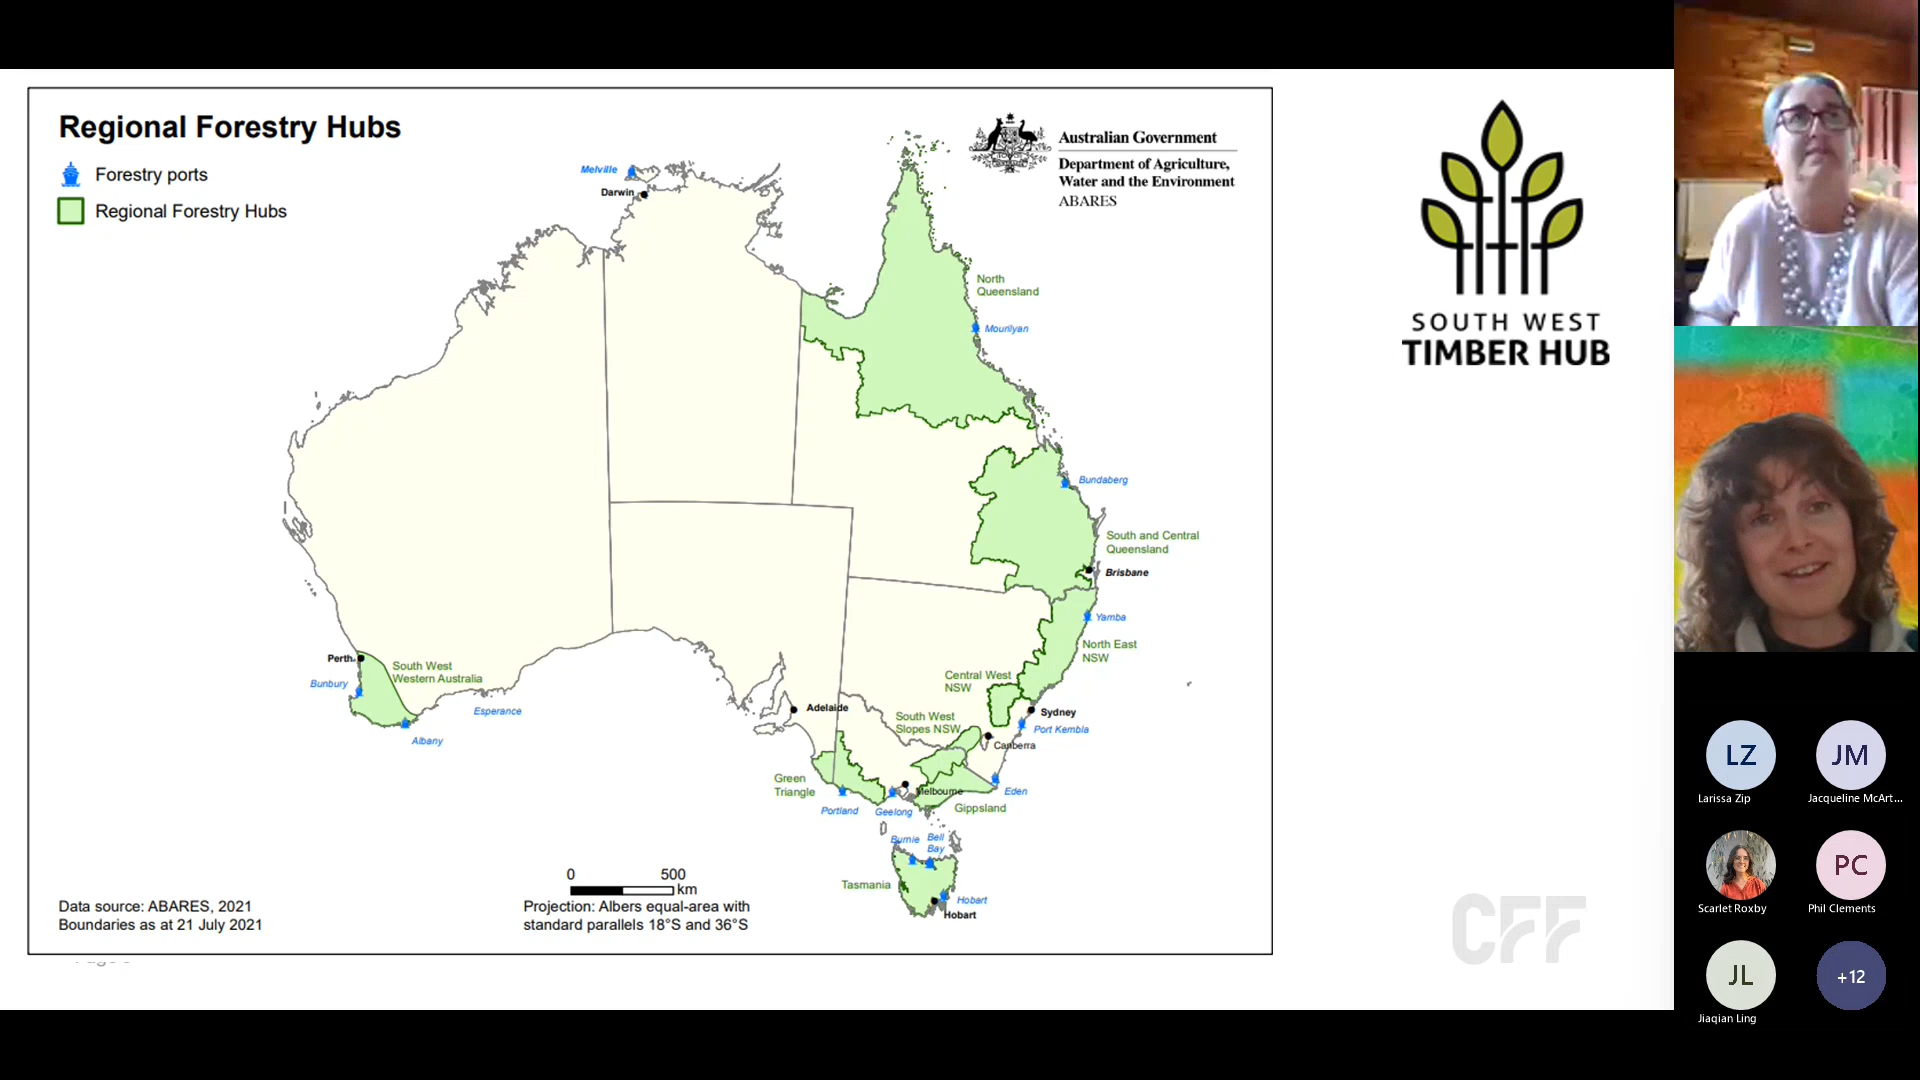 Regional Forestry Hubs
Forestry ports
Regional Forestry Hubs
Australian Government
Department of Agriculture,
Water and the Environment
ABARES
Melville
Darwin
North
Queensland
Mourilyan
Bundaberg
South and Central
Queensland
Brisbane
Yamba
North East
NSW
Central West
NSW
Sydney
Port Kembla
South West
Slopes NSW
Canberra
Eden
Perth
South West
Western Australia
Bunbury
Esperance
Albany
Adelaide
Green
Triangle
Portland
Geelong
Melbourne
Gippsland
Burnie
Bell
Bay
Tasmania
Hobart
Hobart
0 500
km
Data source: ABARES, 2021
Boundaries as at 21 July 2021
Projection: Albers equal-area with
standard parallels 18°S and 36°S
SOUTH WEST
TIMBER HUB
CFF
LZ
Larissa Zip
JM
Jacqueline McArt...
Scarlet Roxby
PC
Phil Clements
JL
Jiaqian Ling
+12